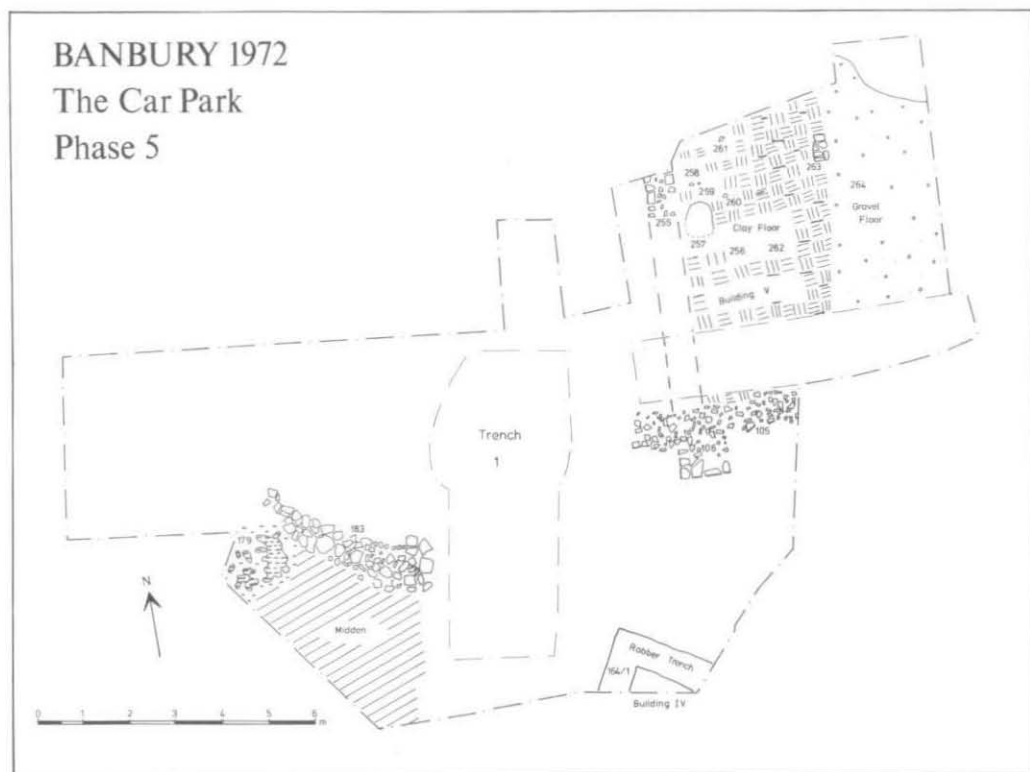 BANBURY 1972
The Car Park
Phase 5
261
258
263
259
264
260
Gravel
Floor
255
Clay Floor
257
256
262
Building V
Trench
1
105
106
183
179
N
Midden
Robber Trench
164/1
Building IV
0 1 2 3 4 5 6
m